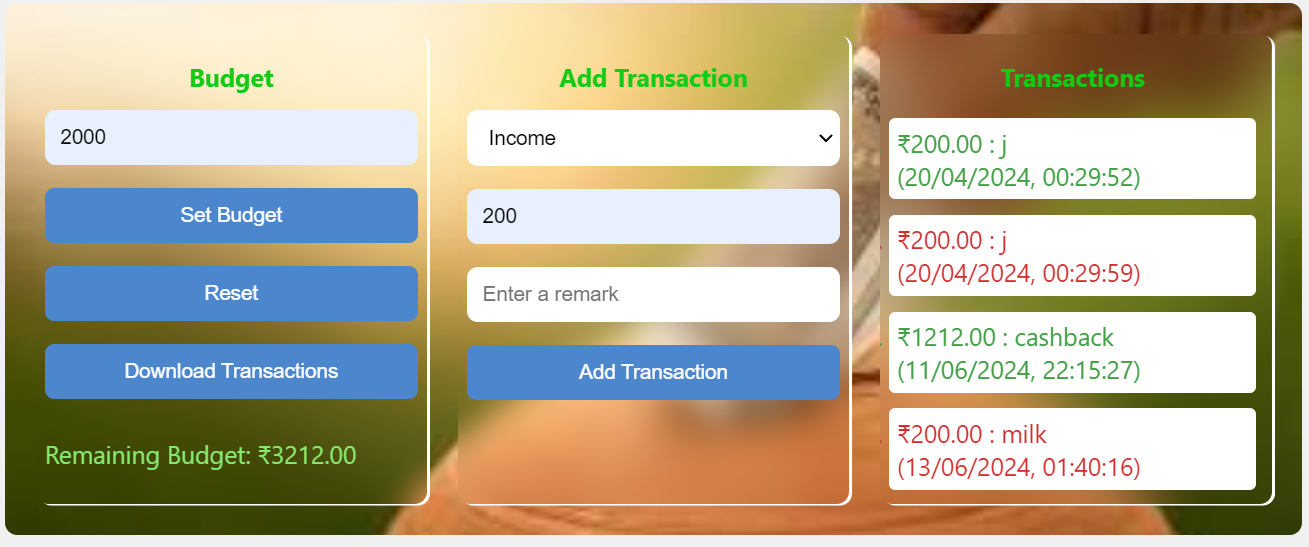 Budget
2000
Set Budget
Reset
Download Transactions
Remaining Budget: ₹3212.00
Add Transaction
Income
200
Enter a remark
Add Transaction
Transactions
₹200.00 : j
(20/04/2024, 00:29:52)
₹200.00 : j
(20/04/2024, 00:29:59)
₹1212.00 : cashback
(11/06/2024, 22:15:27)
₹200.00 : milk
(13/06/2024, 01:40:16)